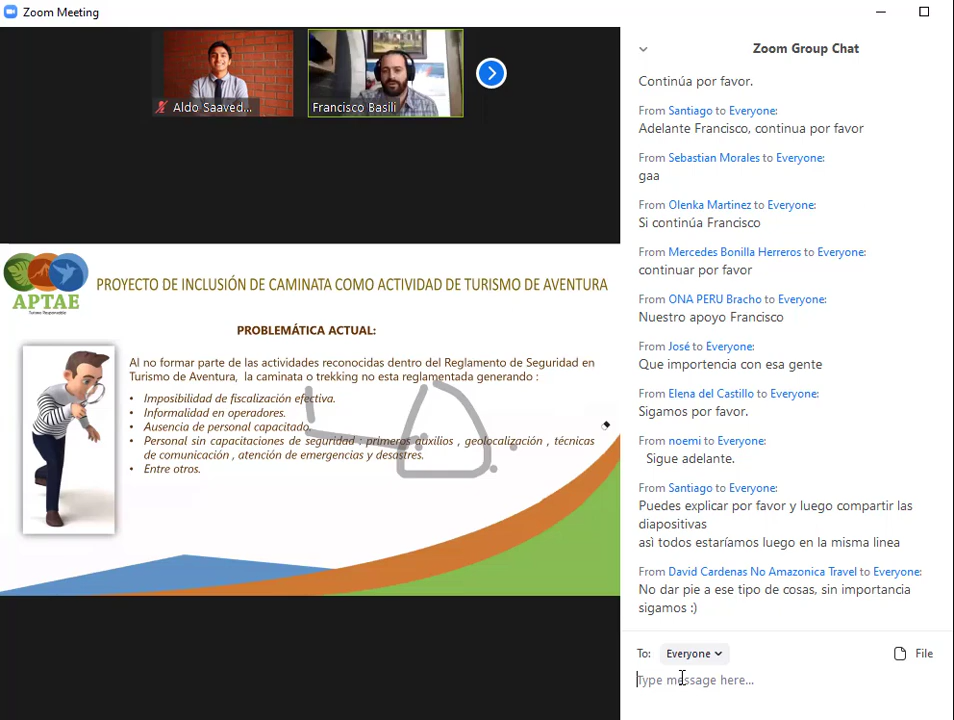 Zoom Meeting
Aldo Saaved...
Francisco Basili
APTAE
Turismo Responsable
PROYECTO DE INCLUSIÓN DE CAMINATA COMO ACTIVIDAD DE TURISMO DE AVENTURA
PROBLEMÁTICA ACTUAL:
Al no formar parte de las actividades reconocidas dentro del Reglamento de Seguridad en
Turismo de Aventura, la caminata o trekking no esta reglamentada generando :
• Imposibilidad de fiscalización efectiva.
• Informalidad en operadores.
• Ausencia de personal capacitado.
• Personal sin capacitaciones de seguridad : primeros auxilios , geolocalización , técnicas
de comunicación , atención de emergencias y desastres.
• Entre otros.
Zoom Group Chat
Continúa por favor.
From Santiago to Everyone:
Adelante Francisco, continua por favor
From Sebastian Morales to Everyone:
gaa
From Olenka Martinez to Everyone:
Si continúa Francisco
From Mercedes Bonilla Herreros to Everyone:
continuar por favor
From ONA PERU Bracho to Everyone:
Nuestro apoyo Francisco
From José to Everyone:
Que importencia con esa gente
From Elena del Castillo to Everyone:
Sigamos por favor.
From noemi to Everyone:
Sigue adelante.
From Santiago to Everyone:
Puedes explicar por favor y luego compartir las
diapositivas
asì todos estaríamos luego en la misma linea
From David Cardenas No Amazonica Travel to Everyone:
No dar pie a ese tipo de cosas, sin importancia
sigamos :)
To: Everyone
File
Type message here...